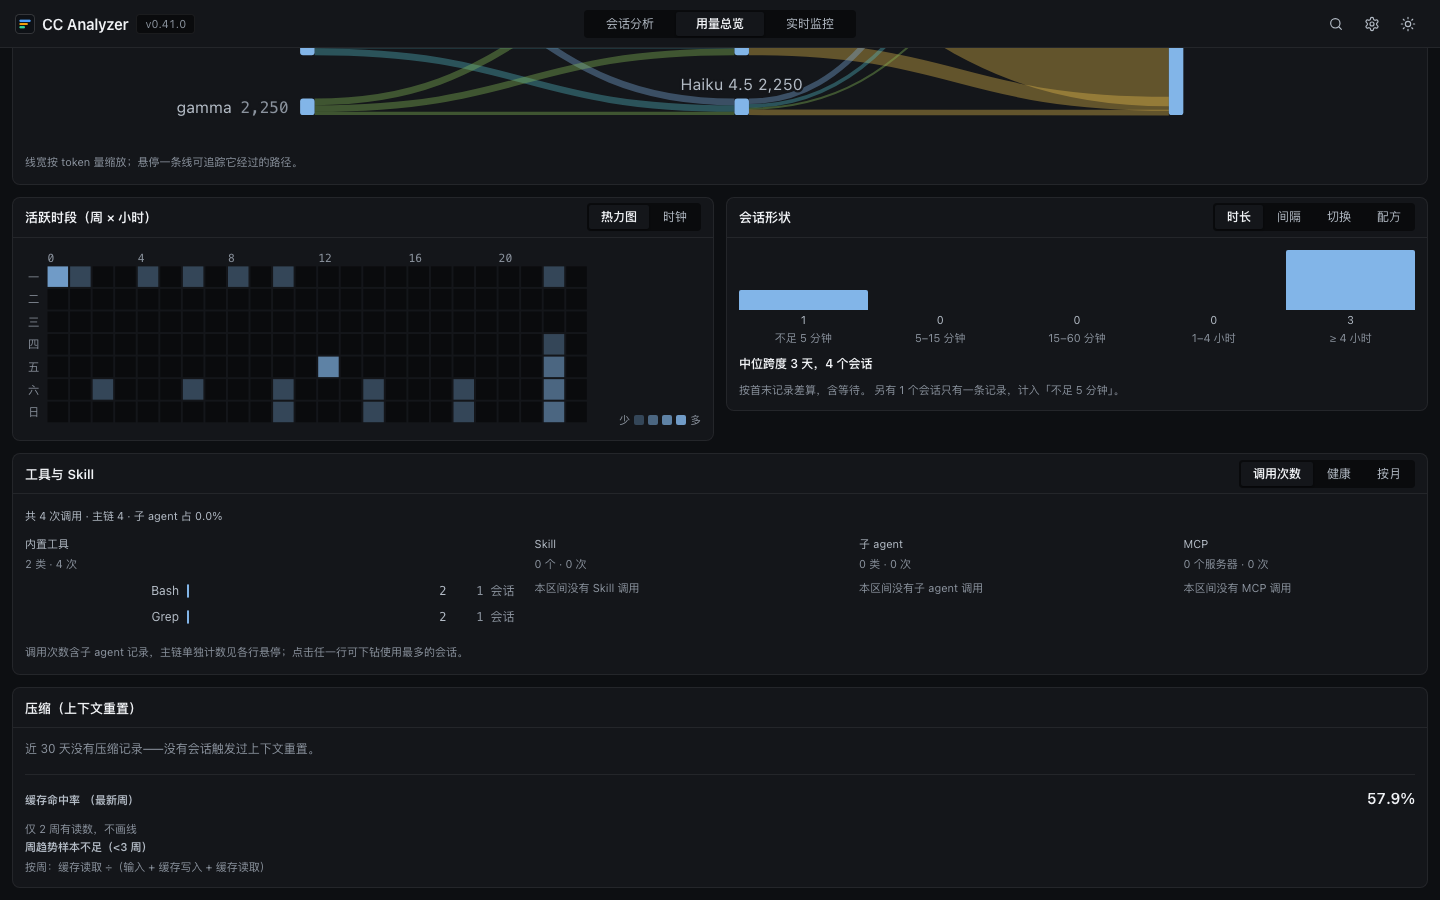 CC Analyzer v0.41.0 会话分析 用量总览 实时监控
Haiku 4.5 2,250
gamma 2,250
线宽按 token 量缩放；悬停一条线可追踪它经过的路径。
活跃时段（周 × 小时） 热力图 时钟
0 4 8 12 16 20
一
二
三
四
五
六
日
少 多
会话形状 时长 间隔 切换 配方
1 0 0 0 3
不足 5 分钟 5–15 分钟 15–60 分钟 1–4 小时 ≥ 4 小时
中位跨度 3 天，4 个会话
按首末记录差算，含等待。 另有 1 个会话只有一条记录，计入「不足 5 分钟」。
工具与 Skill 调用次数 健康 按月
共 4 次调用 · 主链 4 · 子 agent 占 0.0%
内置工具
2 类 · 4 次
Bash 2 1 会话
Grep 2 1 会话
Skill
0 个 · 0 次
本区间没有 Skill 调用
子 agent
0 类 · 0 次
本区间没有子 agent 调用
MCP
0 个服务器 · 0 次
本区间没有 MCP 调用
调用次数含子 agent 记录，主链单独计数见各行悬停；点击任一行可下钻使用最多的会话。
压缩（上下文重置）
近 30 天没有压缩记录——没有会话触发过上下文重置。
缓存命中率 （最新周） 57.9%
仅 2 周有读数，不画线
周趋势样本不足（<3 周）
按周：缓存读取 ÷（输入 + 缓存写入 + 缓存读取）